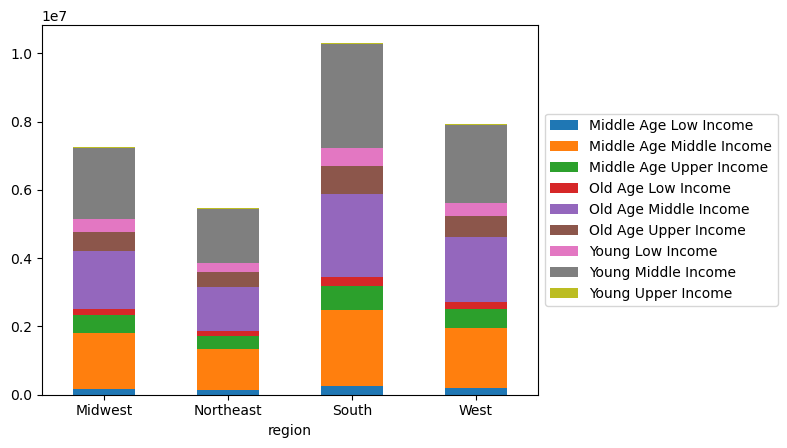 1e7
1.0
0.8
0.6
0.4
0.2
0.0
Midwest
Northeast
South
West
region
Middle Age Low Income
Middle Age Middle Income
Middle Age Upper Income
Old Age Low Income
Old Age Middle Income
Old Age Upper Income
Young Low Income
Young Middle Income
Young Upper Income